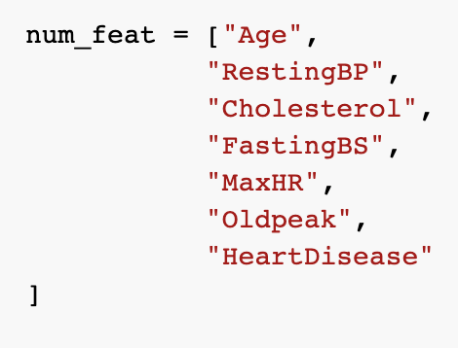 num_feat = ["Age",
"RestingBP",
"Cholesterol",
"FastingBS",
"MaxHR",
"Oldpeak",
"HeartDisease"
]